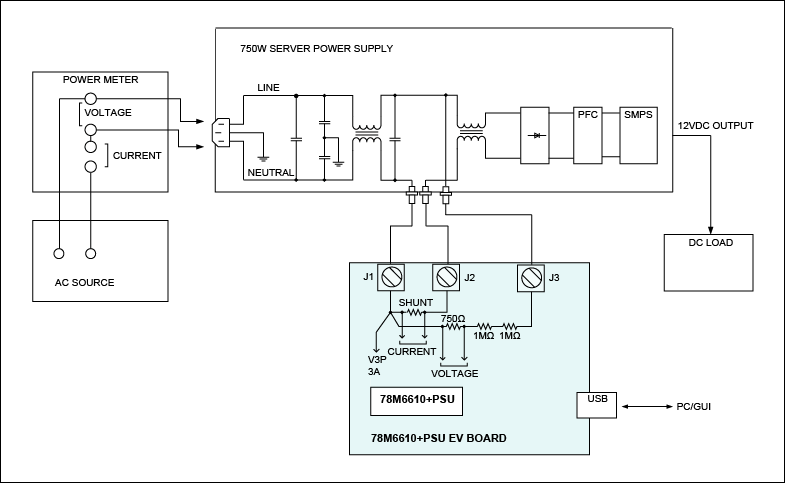 750W SERVER POWER SUPPLY
POWER METER
VOLTAGE
CURRENT
LINE
NEUTRAL
PFC
SMPS
12VDC OUTPUT
DC LOAD
AC SOURCE
J1
J2
J3
SHUNT
750Ω
1MΩ
1MΩ
CURRENT
V3P
3A
VOLTAGE
78M6610+PSU
USB
PC/GUI
78M6610+PSU EV BOARD